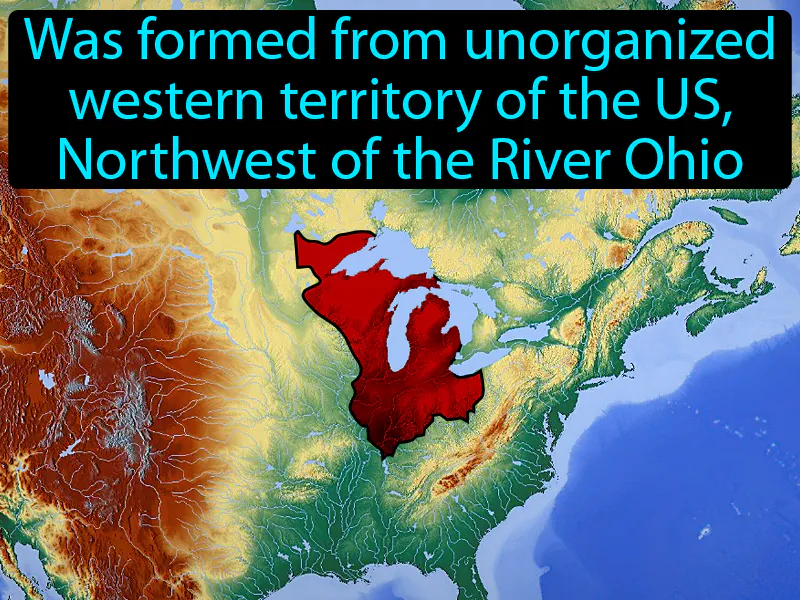 Was formed from unorganized
western territory of the US,
Northwest of the River Ohio